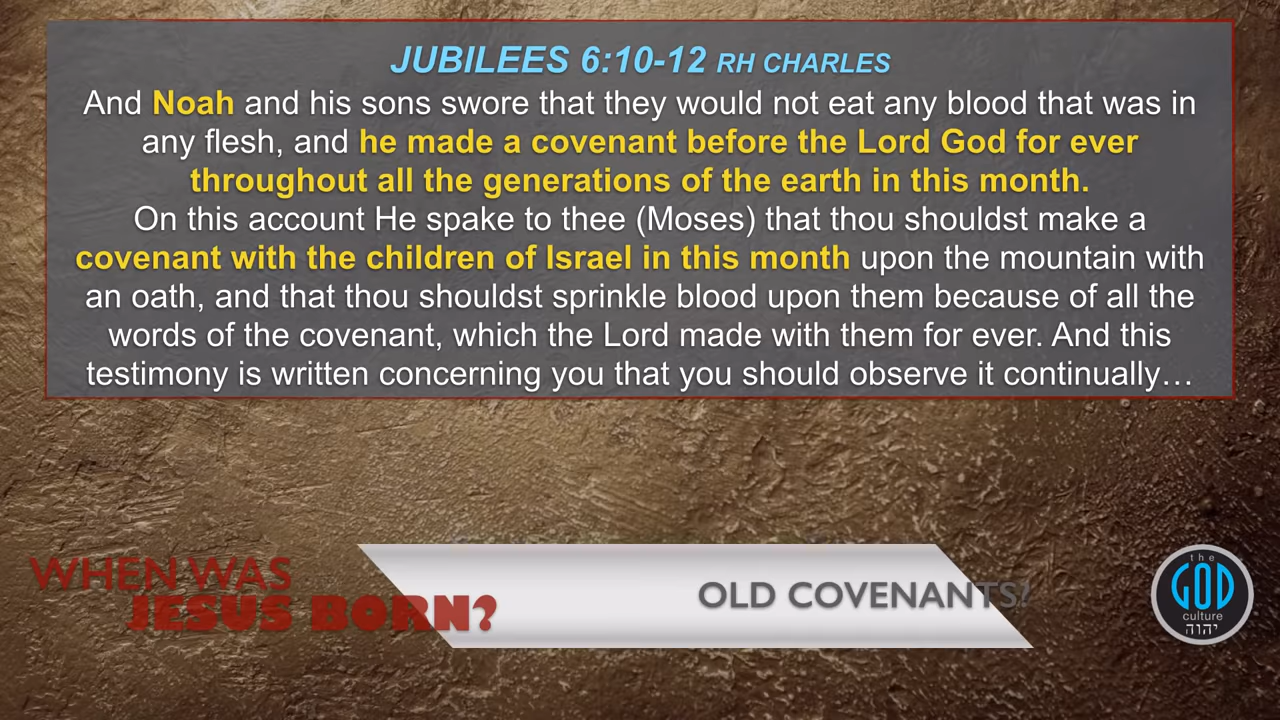 JUBILEES 6:10-12 RH CHARLES
And Noah and his sons swore that they would not eat any blood that was in
any flesh, and he made a covenant before the Lord God for ever
throughout all the generations of the earth in this month.
On this account He spake to thee (Moses) that thou shouldst make a
covenant with the children of Israel in this month upon the mountain with
an oath, and that thou shouldst sprinkle blood upon them because of all the
words of the covenant, which the Lord made with them for ever. And this
testimony is written concerning you that you should observe it continually…
WHEN WAS
JESUS BORN?
OLD COVENANTS?
the
GOD
culture
יהוה